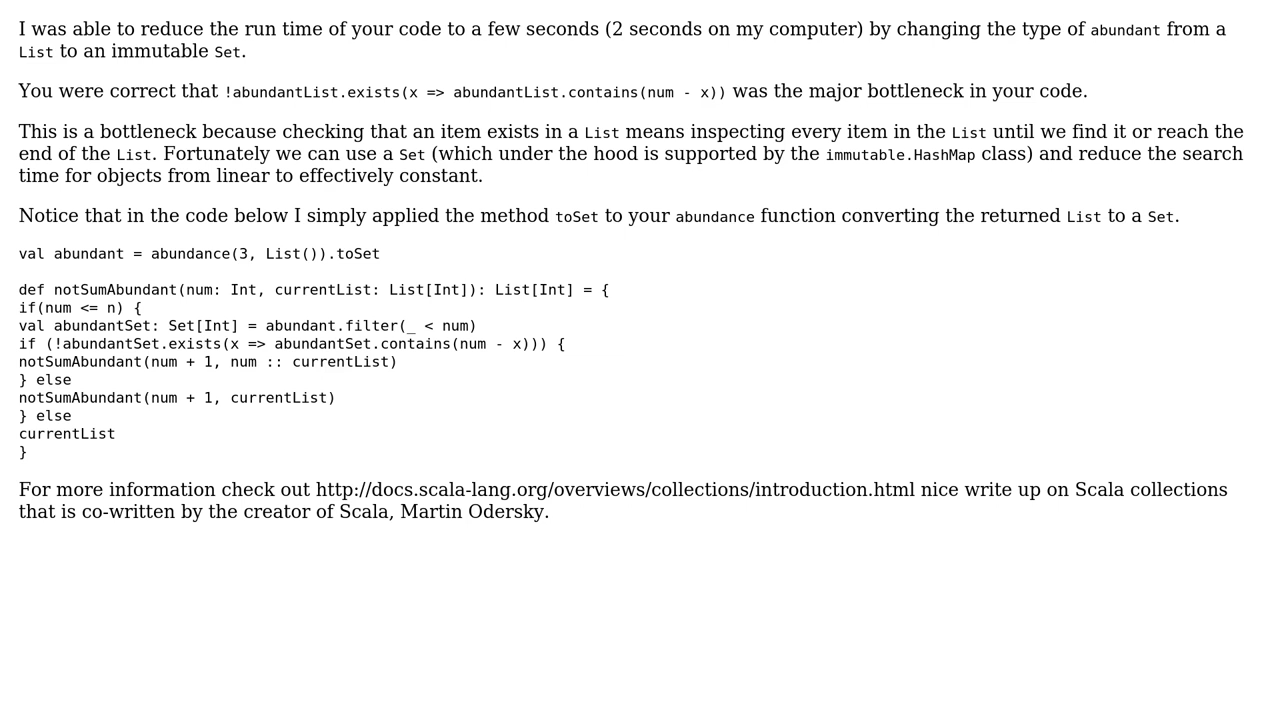 I was able to reduce the run time of your code to a few seconds (2 seconds on my computer) by changing the type of abundant from a
List to an immutable Set.
You were correct that !abundantList.exists(x => abundantList.contains(num - x)) was the major bottleneck in your code.
This is a bottleneck because checking that an item exists in a List means inspecting every item in the List until we find it or reach the
end of the List. Fortunately we can use a Set (which under the hood is supported by the immutable.HashMap class) and reduce the search
time for objects from linear to effectively constant.
Notice that in the code below I simply applied the method toSet to your abundance function converting the returned List to a Set.
val abundant = abundance(3, List()).toSet
def notSumAbundant(num: Int, currentList: List[Int]): List[Int] = {
if(num <= n) {
val abundantSet: Set[Int] = abundant.filter(_ < num)
if (!abundantSet.exists(x => abundantSet.contains(num - x))) {
notSumAbundant(num + 1, num :: currentList)
} else
notSumAbundant(num + 1, currentList)
} else
currentList
}
For more information check out http://docs.scala-lang.org/overviews/collections/introduction.html nice write up on Scala collections
that is co-written by the creator of Scala, Martin Odersky.